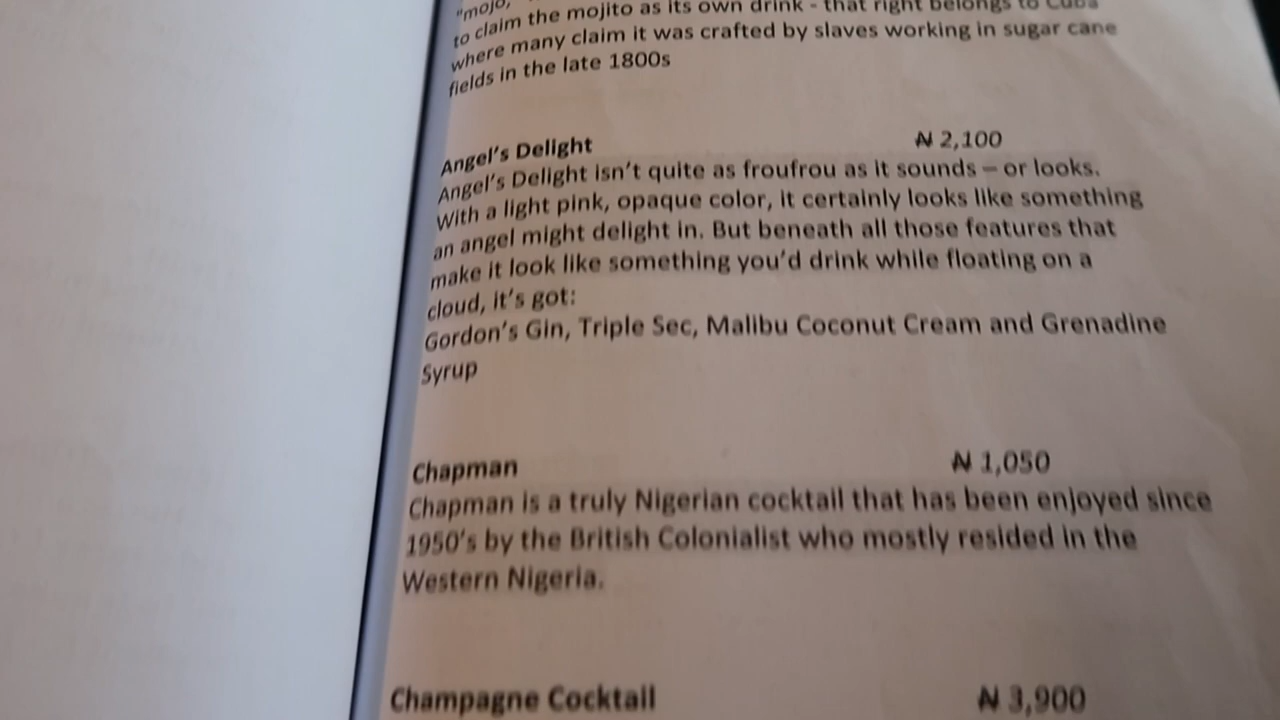 "mojo,
to claim the mojito as its own drink - that right belongs to Cuba
where many claim it was crafted by slaves working in sugar cane
fields in the late 1800s
Angel's Delight ₦ 2,100
Angel's Delight isn't quite as froufrou as it sounds – or looks.
With a light pink, opaque color, it certainly looks like something
an angel might delight in. But beneath all those features that
make it look like something you'd drink while floating on a
cloud, it's got:
Gordon's Gin, Triple Sec, Malibu Coconut Cream and Grenadine
Syrup
Chapman ₦ 1,050
Chapman is a truly Nigerian cocktail that has been enjoyed since
1950's by the British Colonialist who mostly resided in the
Western Nigeria.
Champagne Cocktail ₦ 3,900